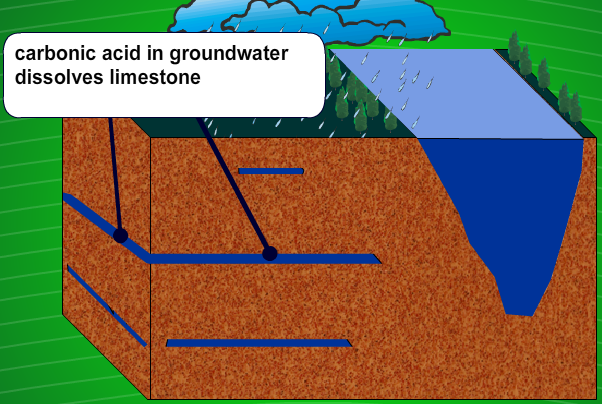 carbonic acid in groundwater
dissolves limestone